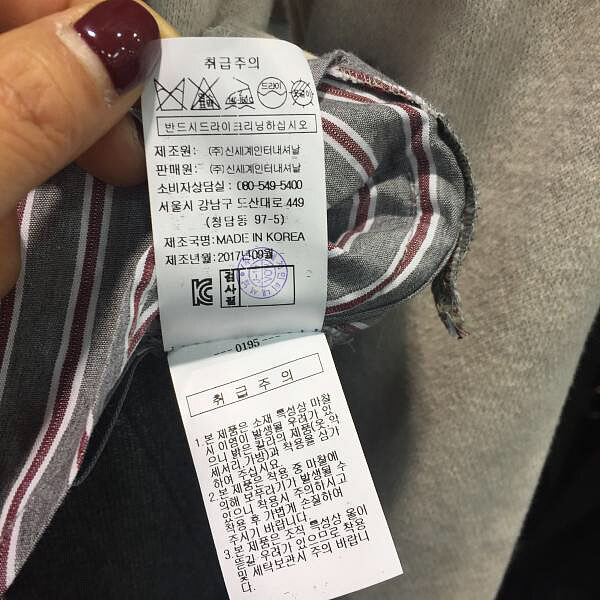 취급주의
드라이
반드시드라이크리닝하십시오
제조원: (주)신세계인터내셔날
판매원: (주)신세계인터내셔날
소비자상담실 : 080-549-5400
서울시 강남구 도산대로 449
(청담동 97-5)
제조국명: MADE IN KOREA
제조년월: 2017년09월
검사필
--- 0195 ---
취급주의
1.본 제품은 소재 특성상 마찰
시 이염이 발생될 우려가 있
으니 밝은 칼라의 제품(옷,악
세서리,가방)과 착용을 삼가
하여 주십시요.
2.본 제품은 착용 중 마찰에
의해 보푸러기가 발생될 수
있으니 착용시 주의하시고
착용 후 가볍게 손질하여
주시기 바랍니다.
3.본 제품은 조직 특성상 올이
뜯길 우려가 있으므로 착용
및 세탁보관시 주의 바랍니
다.